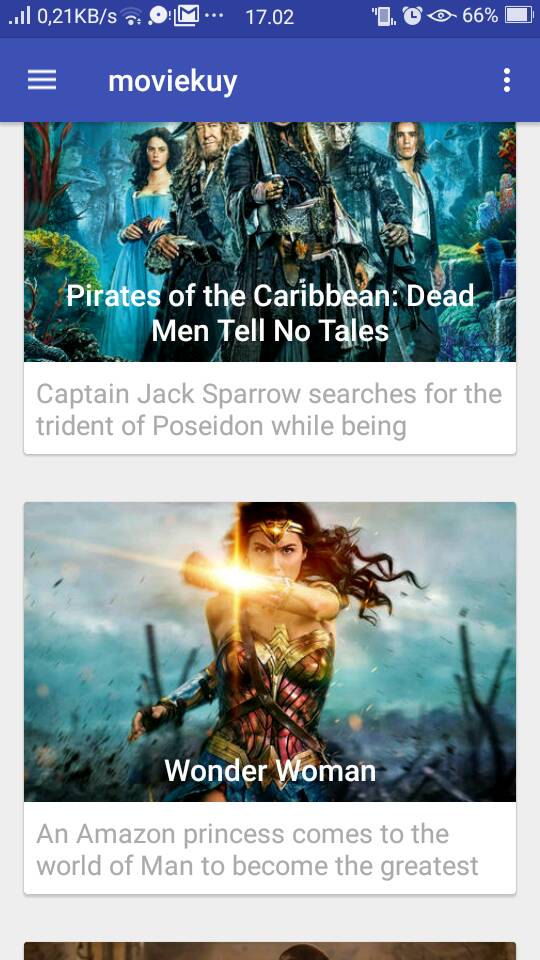 0,21KB/s ... 17.02 66%
moviekuy
Pirates of the Caribbean: Dead
Men Tell No Tales
Captain Jack Sparrow searches for the
trident of Poseidon while being
Wonder Woman
An Amazon princess comes to the
world of Man to become the greatest